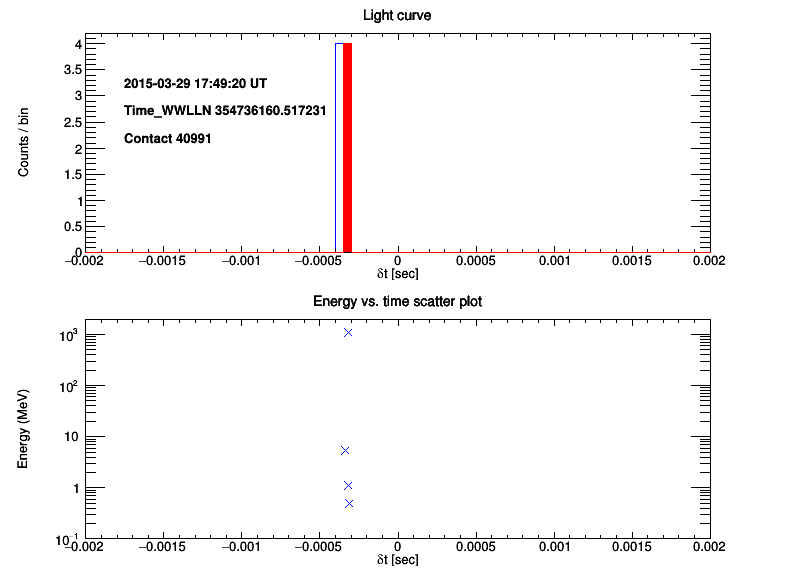 Light curve
4
3.5
3
2.5
2
1.5
1
0.5
0
Counts / bin
2015-03-29 17:49:20 UT
Time_WWLLN 354736160.517231
Contact 40991
−0.002 −0.0015 −0.001 −0.0005 0 0.0005 0.001 0.0015 0.002
δt [sec]
Energy vs. time scatter plot
10³
10²
10
1
10⁻¹
Energy (MeV)
−0.002 −0.0015 −0.001 −0.0005 0 0.0005 0.001 0.0015 0.002
δt [sec]